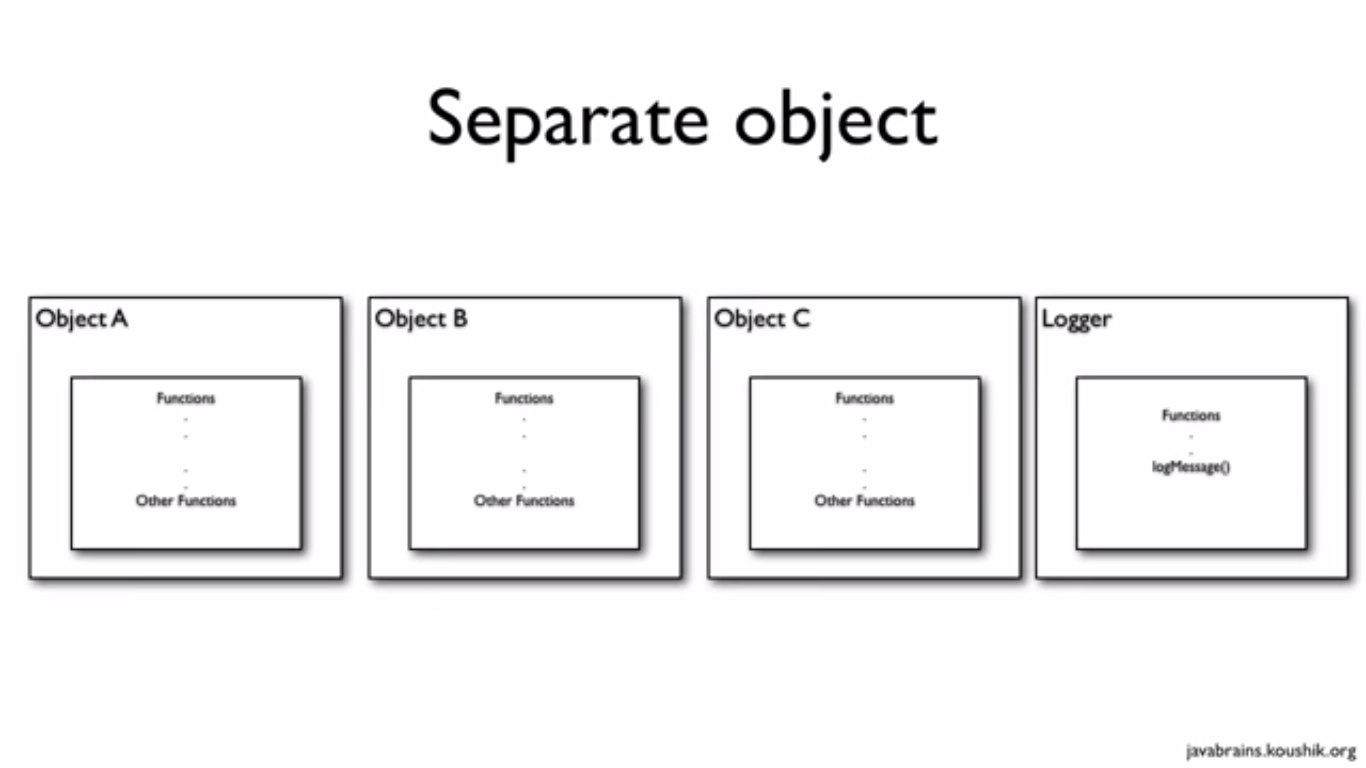 Separate object
Object A
Functions
.
.
.
.
Other Functions
Object B
Functions
.
.
.
.
Other Functions
Object C
Functions
.
.
.
.
Other Functions
Logger
Functions
.
.
logMessage()
javabrains.koushik.org